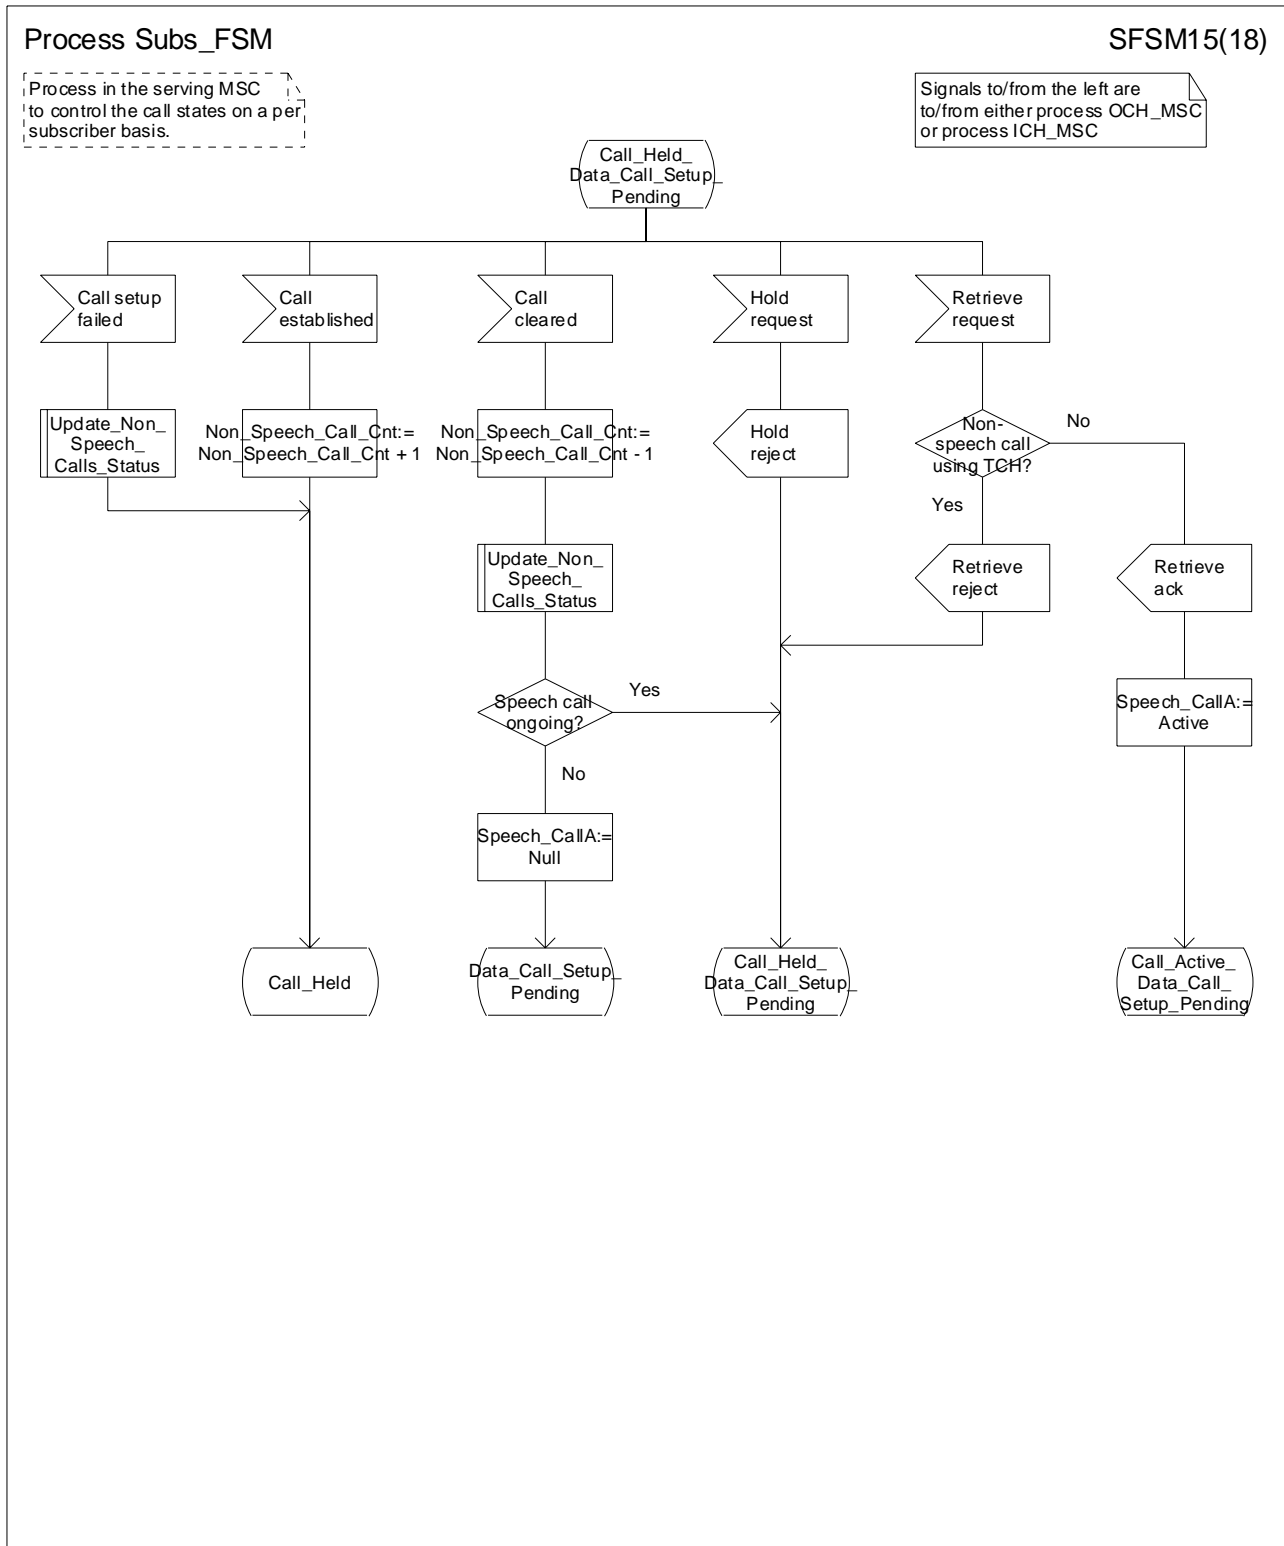 Process Subs_FSM
SFSM15(18)
Process in the serving MSC
to control the call states on a per
subscriber basis.
Signals to/from the left are
to/from either process OCH_MSC
or process ICH_MSC
Call_Held_
Data_Call_Setup_
Pending
Call setup
failed
Call
established
Call
cleared
Hold
request
Retrieve
request
Update_Non_
Speech_
Calls_Status
Non_Speech_Call_Cnt:=
Non_Speech_Call_Cnt + 1
Non_Speech_Call_Cnt:=
Non_Speech_Call_Cnt - 1
Hold
reject
Non-
speech call
using TCH?
No
Yes
Update_Non_
Speech_
Calls_Status
Retrieve
reject
Retrieve
ack
Speech call
ongoing?
Yes
No
Speech_CallA:=
Active
Speech_CallA:=
Null
Call_Held
Data_Call_Setup_
Pending
Call_Held_
Data_Call_Setup_
Pending
Call_Active_
Data_Call_
Setup_Pending